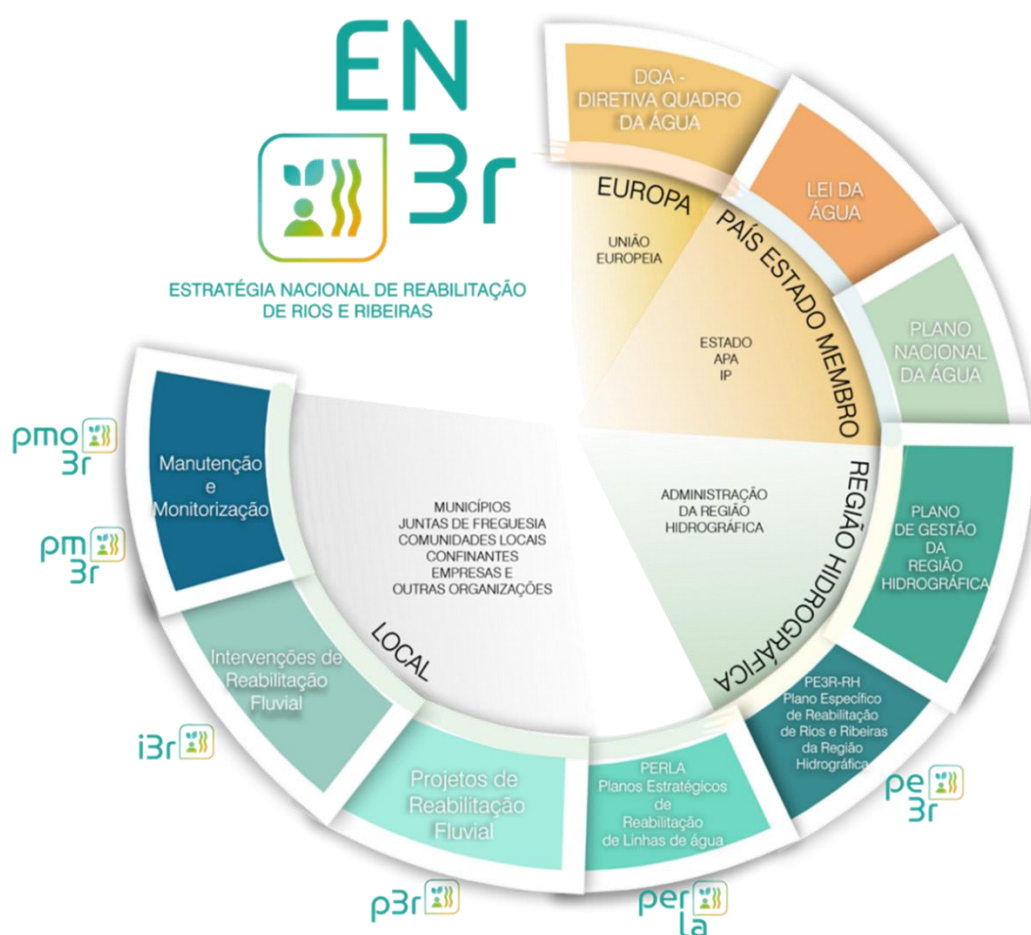 EN
3r
ESTRATÉGIA NACIONAL DE REABILITAÇÃO
DE RIOS E RIBEIRAS
DQA -
DIRETIVA QUADRO
DA ÁGUA
EUROPA
UNIÃO
EUROPEIA
LEI DA
ÁGUA
PAÍS ESTADO MEMBRO
ESTADO
APA
IP
PLANO
NACIONAL
DA ÁGUA
REGIÃO HIDROGRÁFICA
ADMINISTRAÇÃO
DA REGIÃO
HIDROGRÁFICA
PLANO
DE GESTÃO
DA
REGIÃO
HIDROGRÁFICA
PE3R-RH
Plano Específico
de Reabilitação
de Rios e Ribeiras
da Região
Hidrográfica
pe
3r
PERLA
Planos Estratégicos
de
Reabilitação
de Linhas de água
per
la
LOCAL
MUNICÍPIOS
JUNTAS DE FREGUESIA
COMUNIDADES LOCAIS
CONFINANTES
EMPRESAS E
OUTRAS ORGANIZAÇÕES
Projetos de
Reabilitação
Fluvial
p3r
Intervenções de
Reabilitação
Fluvial
i3r
Manutenção
e
Monitorização
pmo
3r
pm
3r